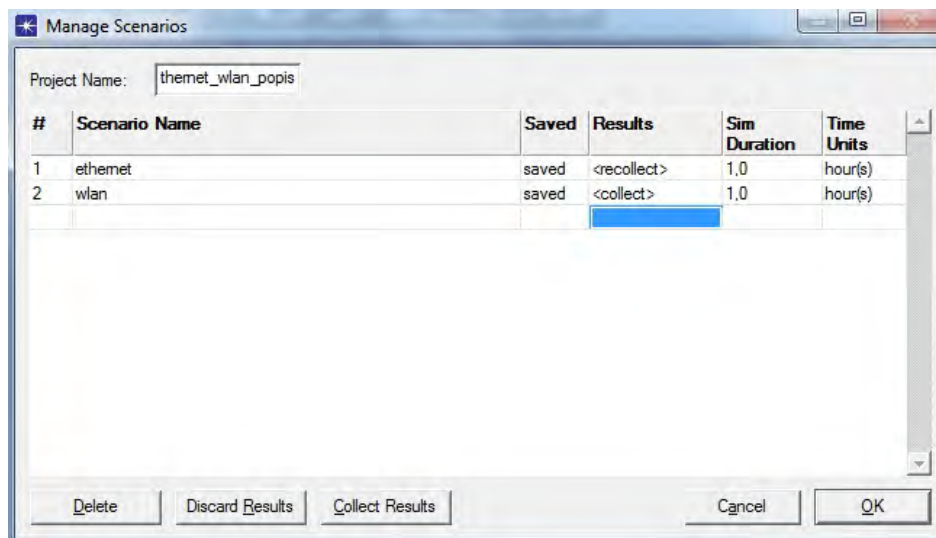 Manage Scenarios
Project Name: themet_wlan_popis
# Scenario Name Saved Results Sim Duration Time Units
1 ethernet saved <recollect> 1,0 hour(s)
2 wlan saved <collect> 1,0 hour(s)
Delete Discard Results Collect Results Cancel OK